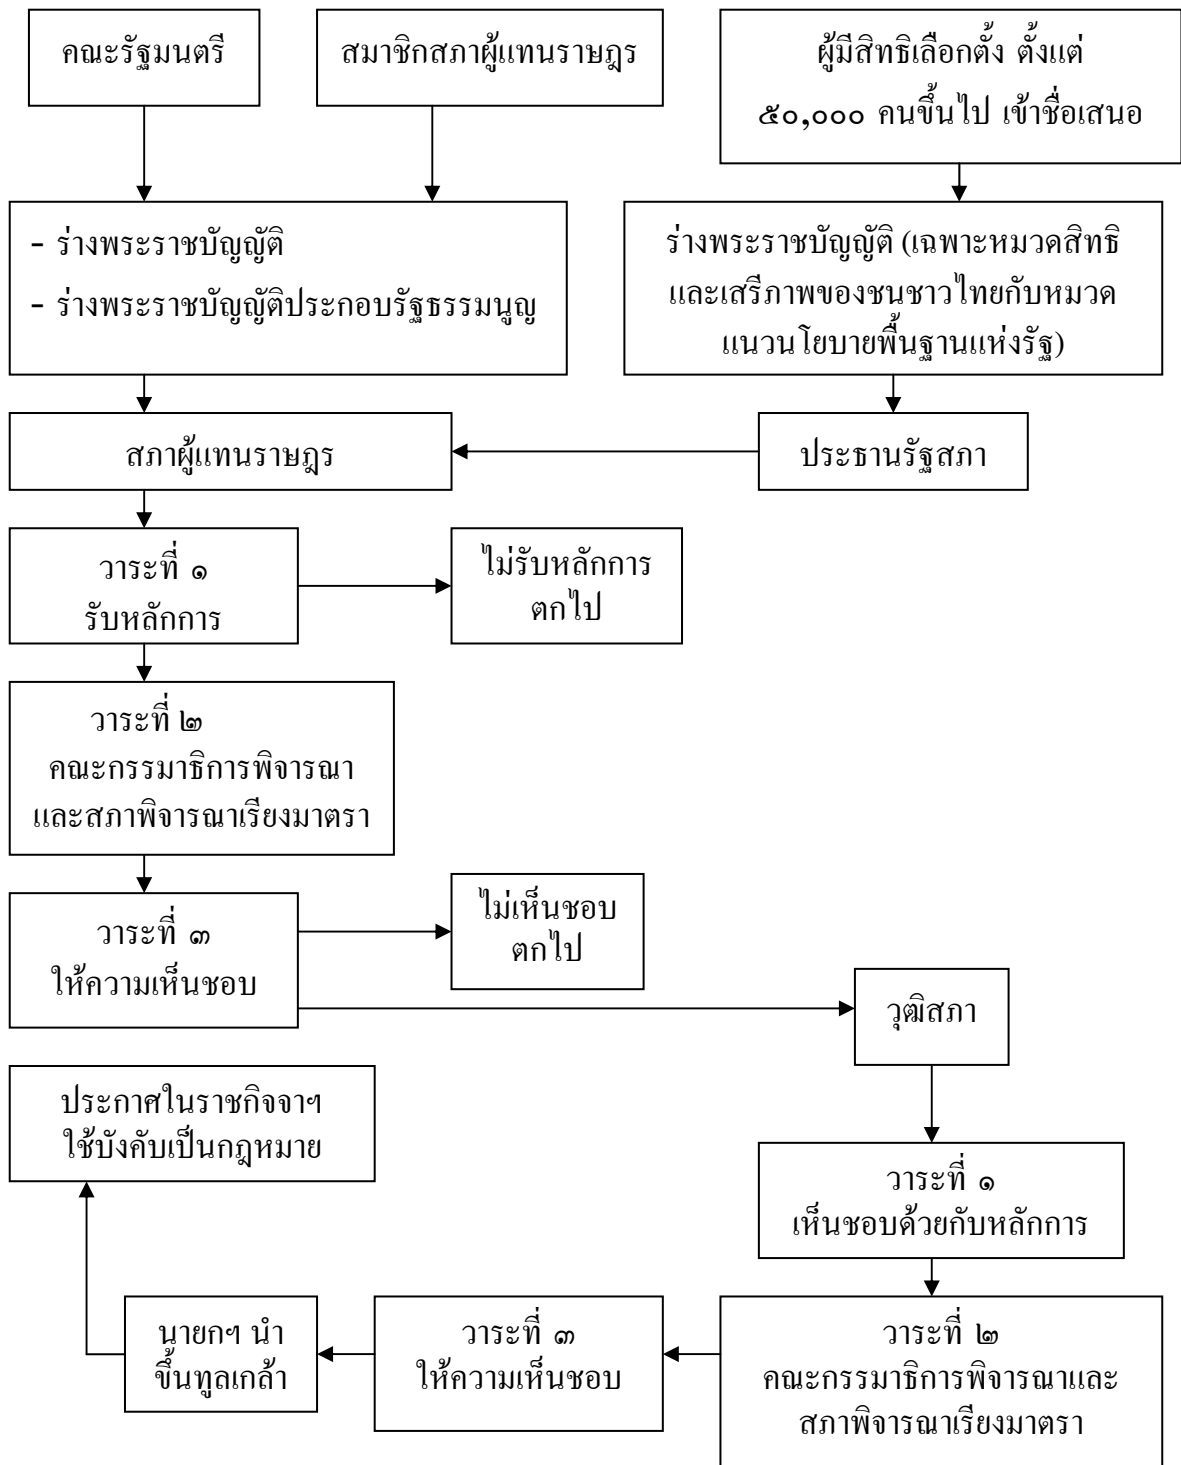 คณะรัฐมนตรี
สมาชิกสภาผู้แทนราษฎร
ผู้มีสิทธิเลือกตั้ง ตั้งแต่
๕๐,๐๐๐ คนขึ้นไป เข้าชื่อเสนอ
- ร่างพระราชบัญญัติ
- ร่างพระราชบัญญัติประกอบรัฐธรรมนูญ
ร่างพระราชบัญญัติ (เฉพาะหมวดสิทธิ
และเสรีภาพของชนชาวไทยกับหมวด
แนวนโยบายพื้นฐานแห่งรัฐ)
สภาผู้แทนราษฎร
ประธานรัฐสภา
วาระที่ ๑
รับหลักการ
ไม่รับหลักการ
ตกไป
วาระที่ ๒
คณะกรรมาธิการพิจารณา
และสภาพิจารณาเรียงมาตรา
วาระที่ ๓
ให้ความเห็นชอบ
ไม่เห็นชอบ
ตกไป
วุฒิสภา
ประกาศในราชกิจจาฯ
ใช้บังคับเป็นกฎหมาย
วาระที่ ๑
เห็นชอบด้วยกับหลักการ
นายกฯ นำ
ขึ้นทูลเกล้า
วาระที่ ๓
ให้ความเห็นชอบ
วาระที่ ๒
คณะกรรมาธิการพิจารณาและ
สภาพิจารณาเรียงมาตรา